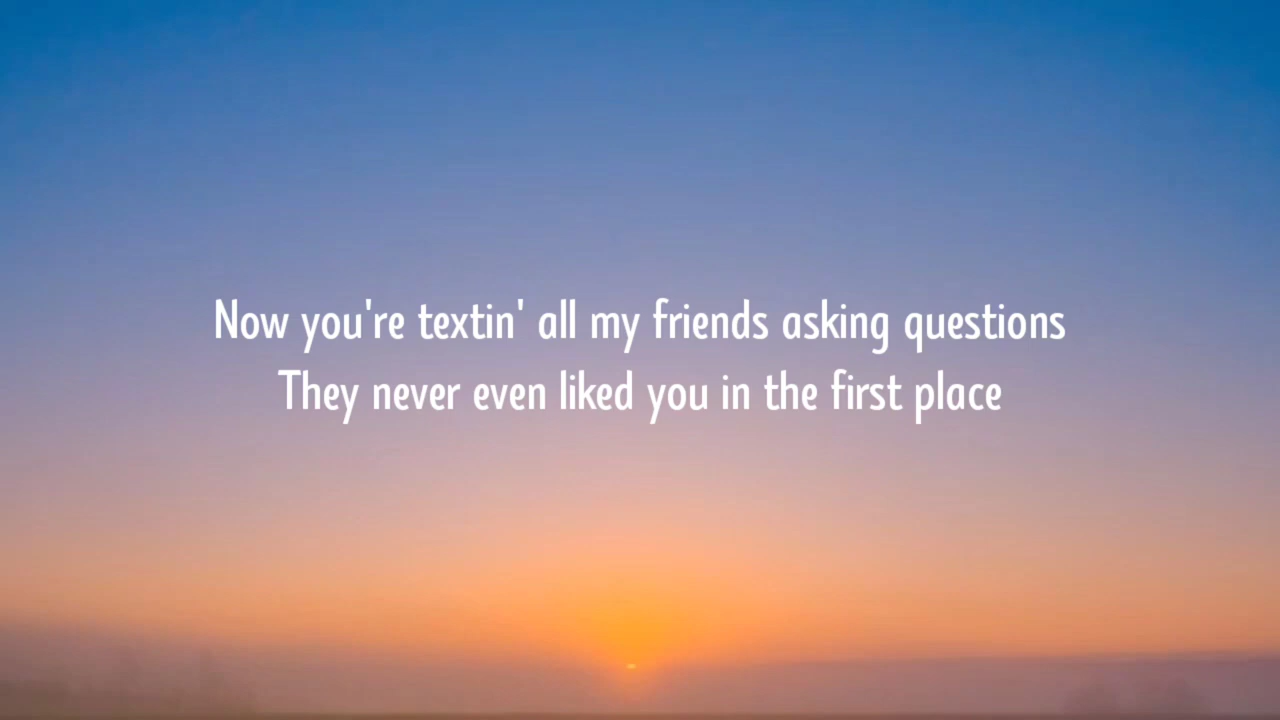 Now you're textin' all my friends asking questions
They never even liked you in the first place